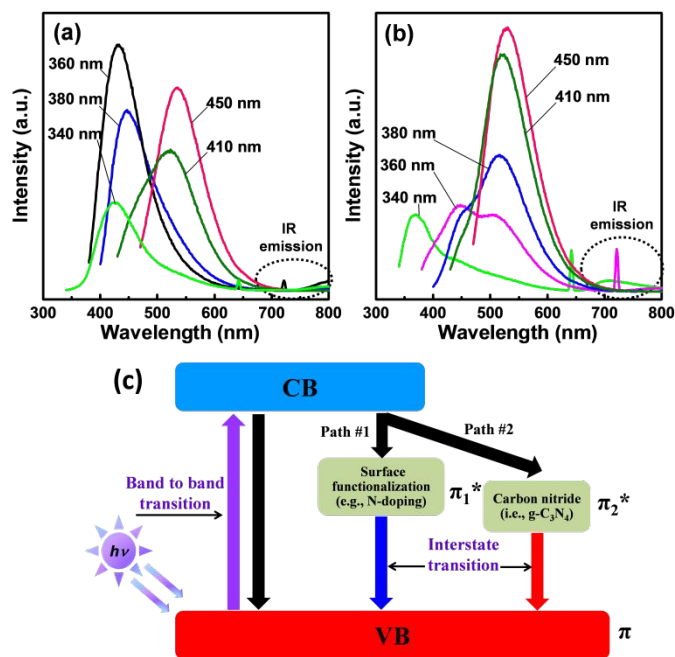 (a)
360 nm
380 nm
340 nm
450 nm
410 nm
IR
emission
Intensity (a.u.)
300 400 500 600 700 800
Wavelength (nm)
(b)
450 nm
410 nm
380 nm
360 nm
340 nm
IR
emission
Intensity (a.u.)
300 400 500 600 700 800
Wavelength (nm)
(c)
CB
Path #1
Path #2
Band to band
transition
Surface
functionalization
(e.g., N-doping)
π₁*
Carbon nitride
(i.e., g-C₃N₄)
π₂*
hν
Interstate
transition
VB
π